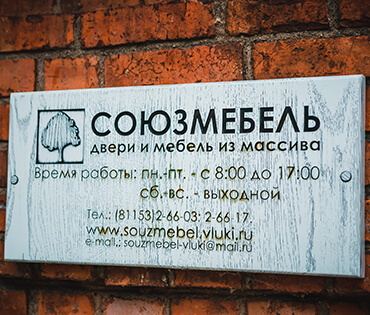 СОЮЗМЕБЕЛЬ
двери и мебель из массива
Время работы: пн.-пт. - с 8:00 до 17:00
сб.-вс. - выходной
Тел.: (81153) 2-66-03; 2-66-17
www.souzmebel.vluki.ru
e-mail.: souzmebel-vluki@mail.ru